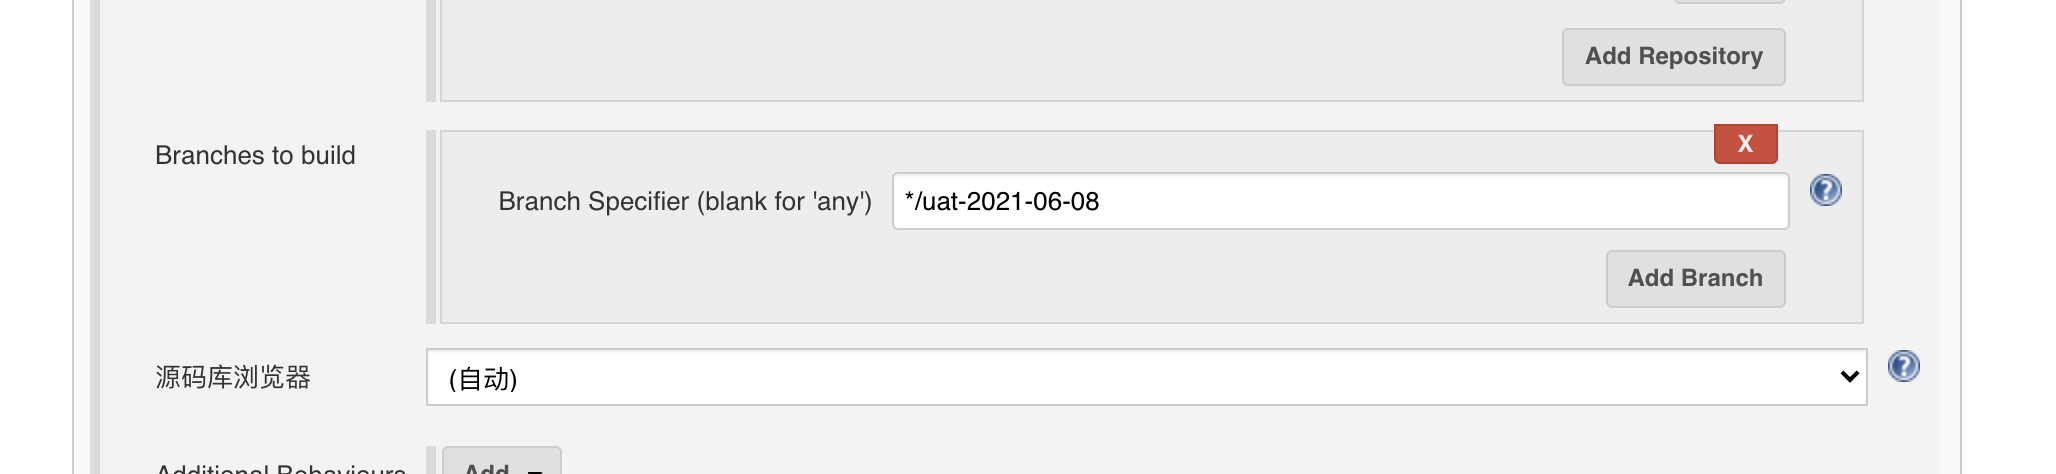 Add Repository
Branches to build
X
Branch Specifier (blank for 'any')
*/uat-2021-06-08
Add Branch
源码库浏览器
(自动)
Additional Behaviours
Add